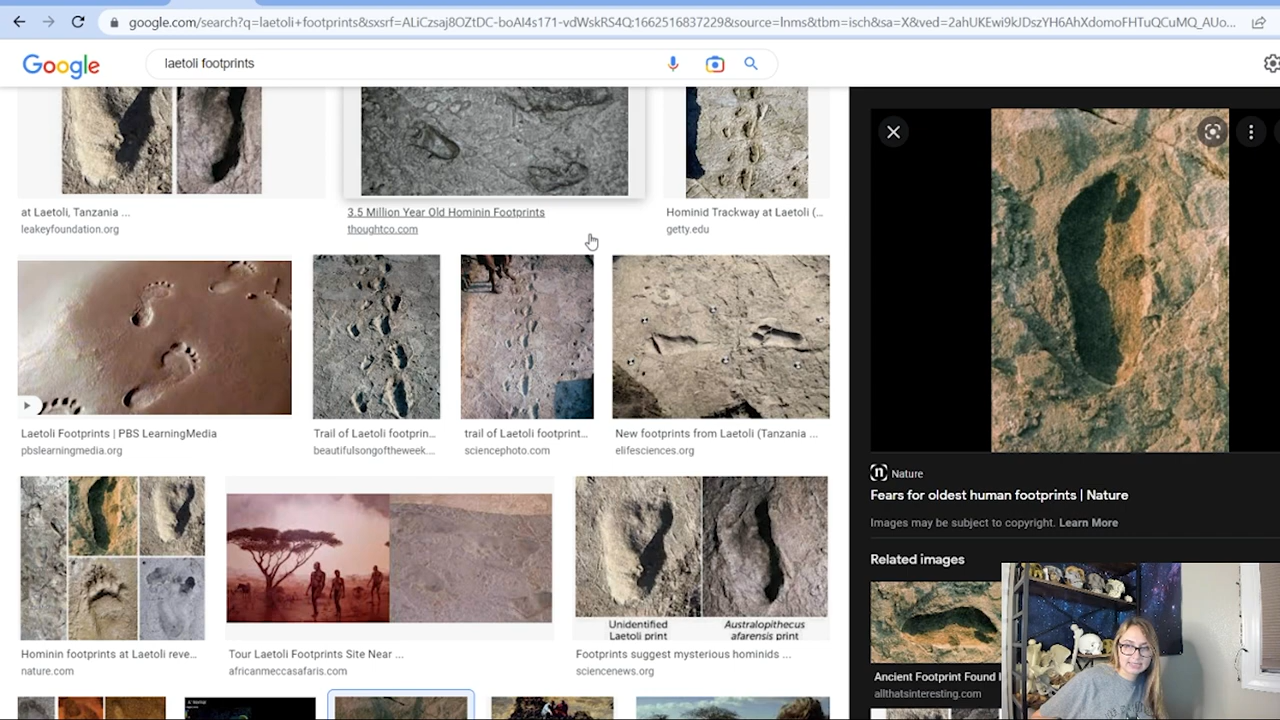 google.com/search?q=laetoli+footprints&sxsrf=ALiCzsaj8OZtDC-boAI4s171-vdWskRS4Q:1662516837229&source=lnms&tbm=isch&sa=X&ved=2ahUKEwi9kJDszYH6AhXdomoFHTuQCuMQ_AUo...
Google
laetoli footprints
at Laetoli, Tanzania ...
leakeyfoundation.org
3.5 Million Year Old Hominin Footprints
thoughtco.com
Hominid Trackway at Laetoli (...
getty.edu
Laetoli Footprints | PBS LearningMedia
pbslearningmedia.org
Trail of Laetoli footprin...
beautifulsongoftheweek....
trail of Laetoli footprint...
sciencephoto.com
New footprints from Laetoli (Tanzania ...
elifesciences.org
Unidentified
Laetoli print
Australopithecus
afarensis print
Hominin footprints at Laetoli reve...
nature.com
Tour Laetoli Footprints Site Near ...
africanmeccasafaris.com
Footprints suggest mysterious hominids ...
sciencenews.org
n Nature
Fears for oldest human footprints | Nature
Images may be subject to copyright. Learn More
Related images
Ancient Footprint Found
allthatsinteresting.com